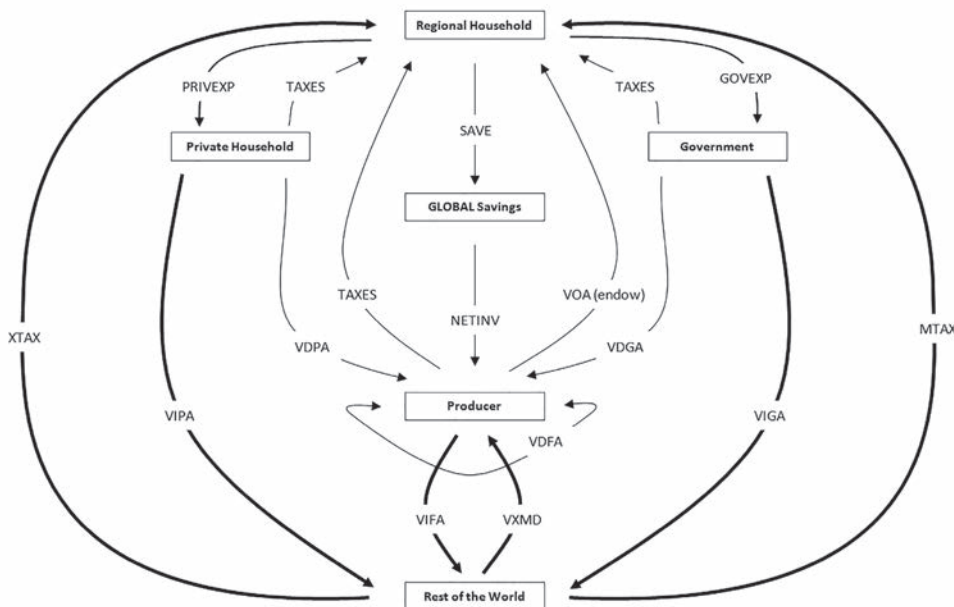 Regional Household
PRIVEXP
TAXES
TAXES
GOVEXP
SAVE
Private Household
Government
GLOBAL Savings
TAXES
VOA (endow)
NETINV
XTAX
MTAX
VDPA
VDGA
Producer
VIPA
VIGA
VDFA
VIFA
VXMD
Rest of the World